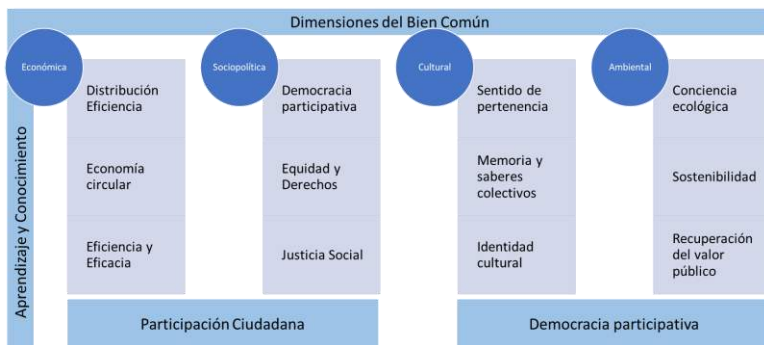 Dimensiones del Bien Común
Económica
Distribución
Eficiencia
Economía
circular
Eficiencia y
Eficacia
Sociopolítica
Democracia
participativa
Equidad y
Derechos
Justicia Social
Cultural
Sentido de
pertenencia
Memoria y
saberes
colectivos
Identidad
cultural
Ambiental
Conciencia
ecológica
Sostenibilidad
Recuperación
del valor
público
Aprendizaje y Conocimiento
Participación Ciudadana
Democracia participativa